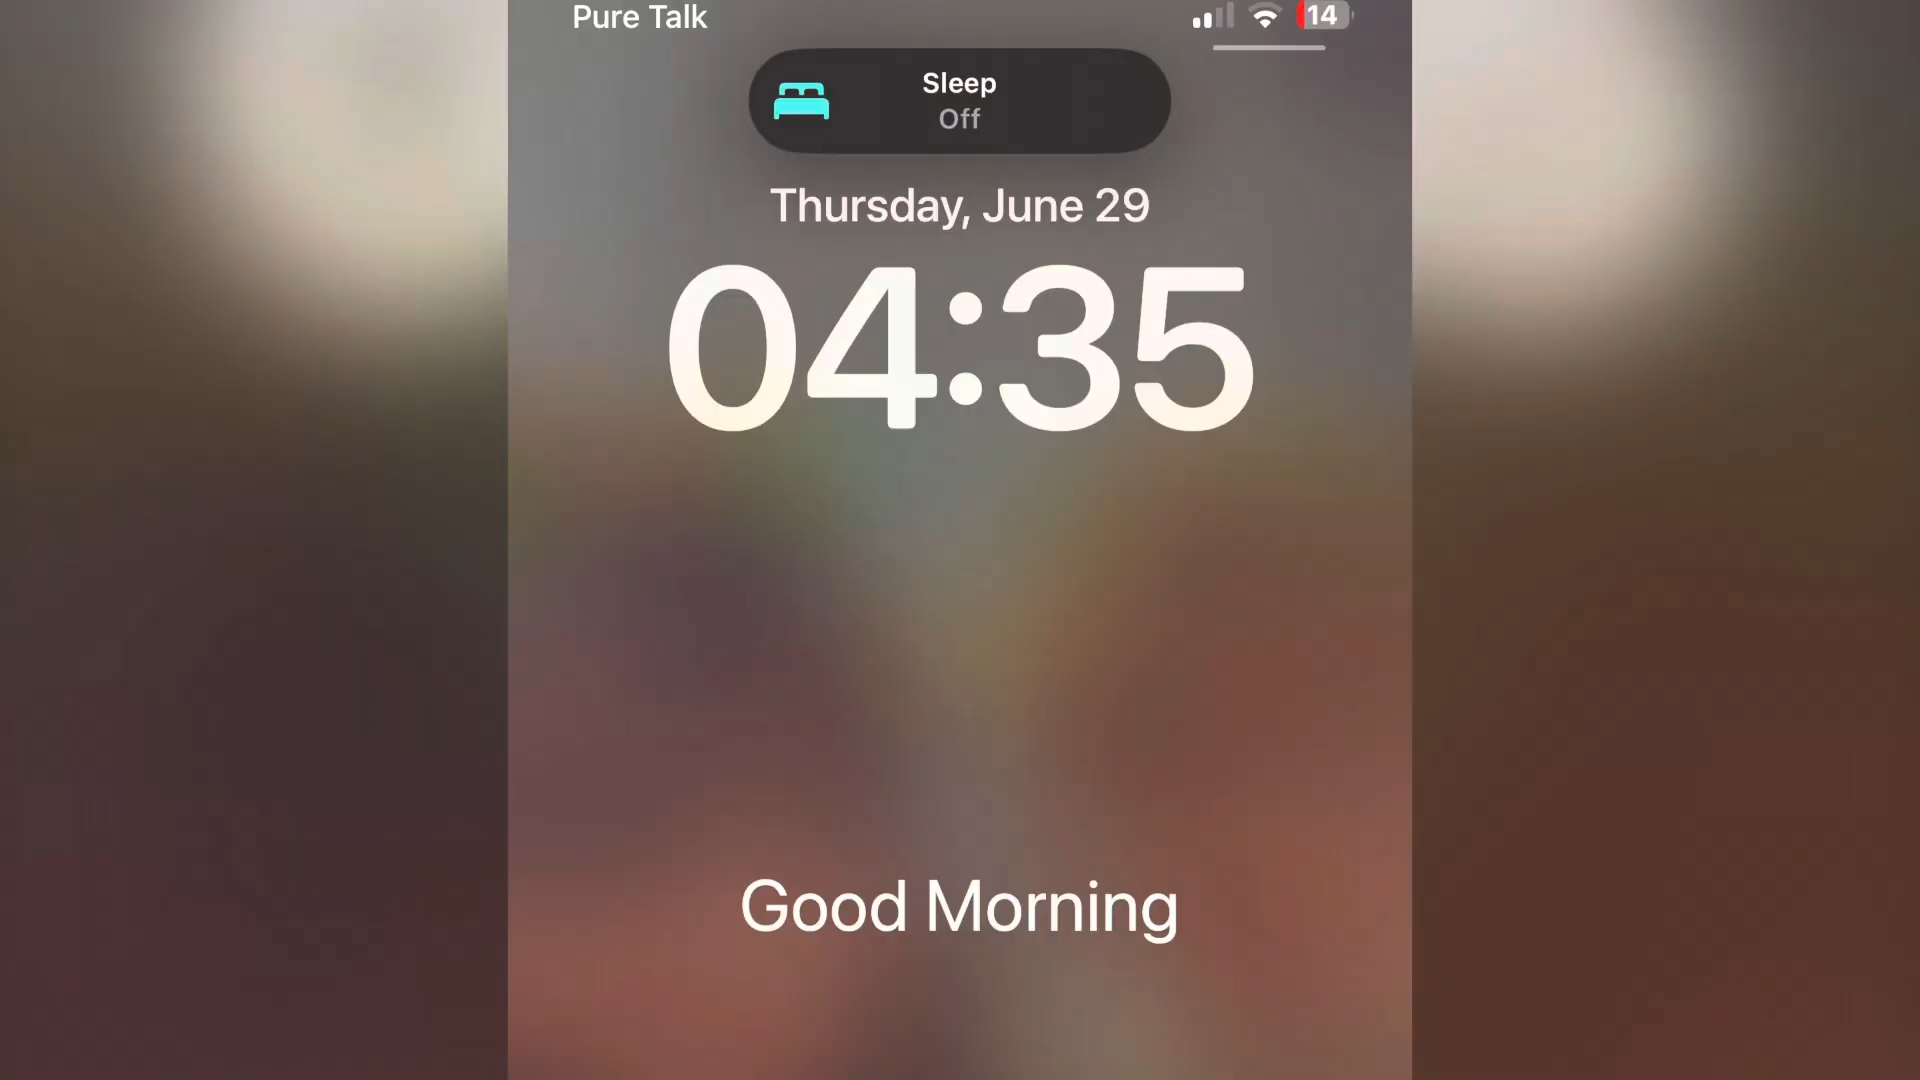 Pure Talk
14
Sleep
Off
Thursday, June 29
04:35
Good Morning